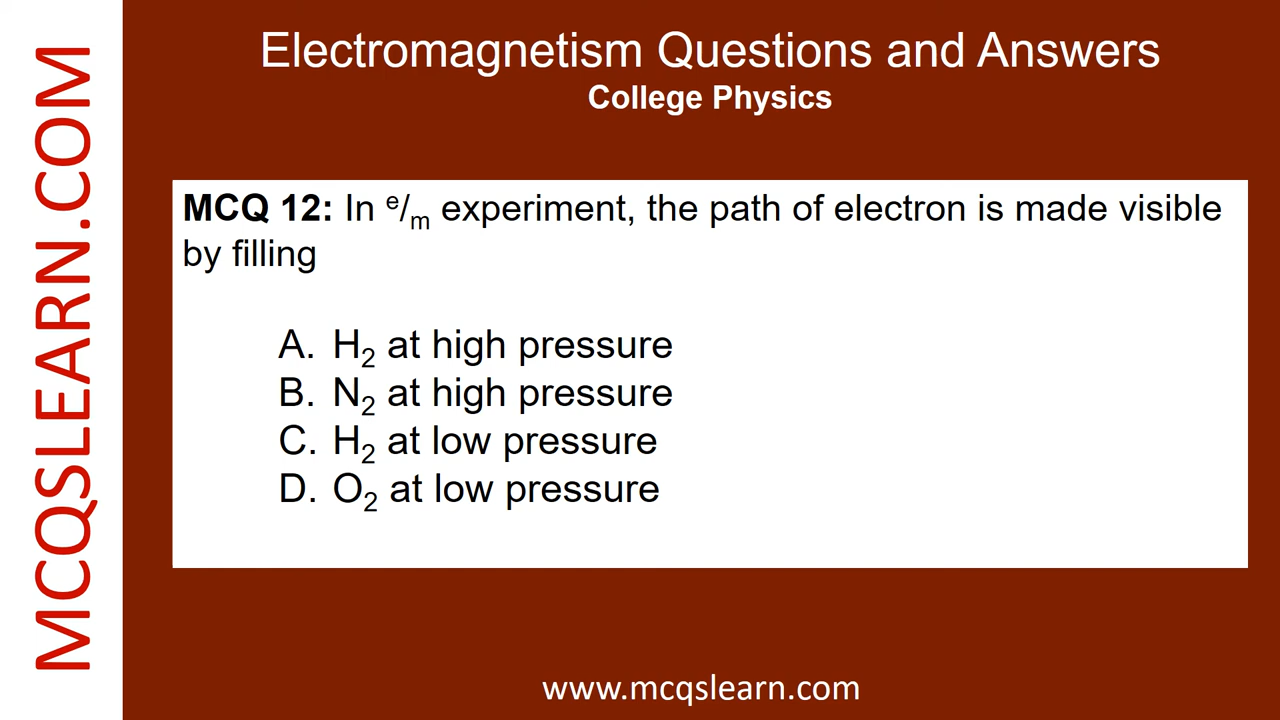 MCQSLEARN.COM
Electromagnetism Questions and Answers
College Physics
MCQ 12: In e/m experiment, the path of electron is made visible
by filling
A. H₂ at high pressure
B. N₂ at high pressure
C. H₂ at low pressure
D. O₂ at low pressure
www.mcqslearn.com